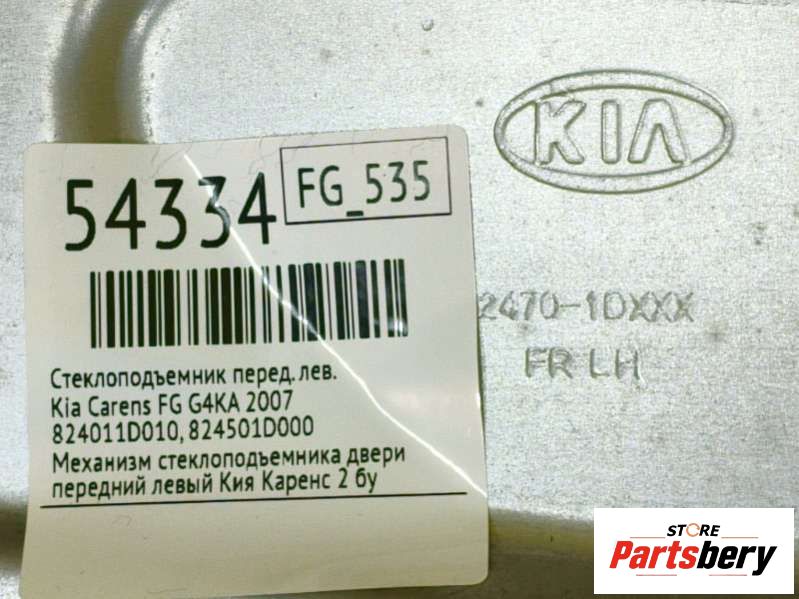 54334
FG_535
Стеклоподъемник перед. лев.
Kia Carens FG G4KA 2007
824011D010, 824501D000
Механизм стеклоподъемника двери
передний левый Кия Каренс 2 бу
KIA
2470-1DXXX
FR LH
STORE
Partsbery